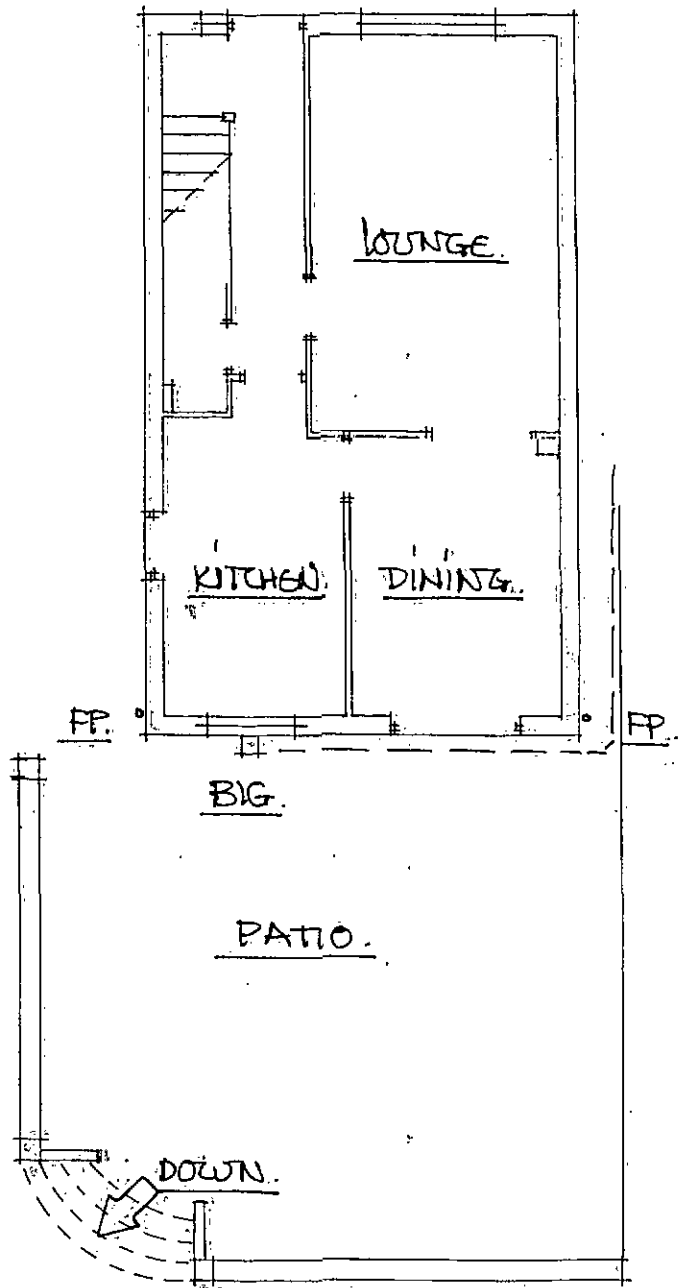 LOUNGE.
KITCHEN.
DINING.
FP.
FP.
BIG.
PATIO.
DOWN.